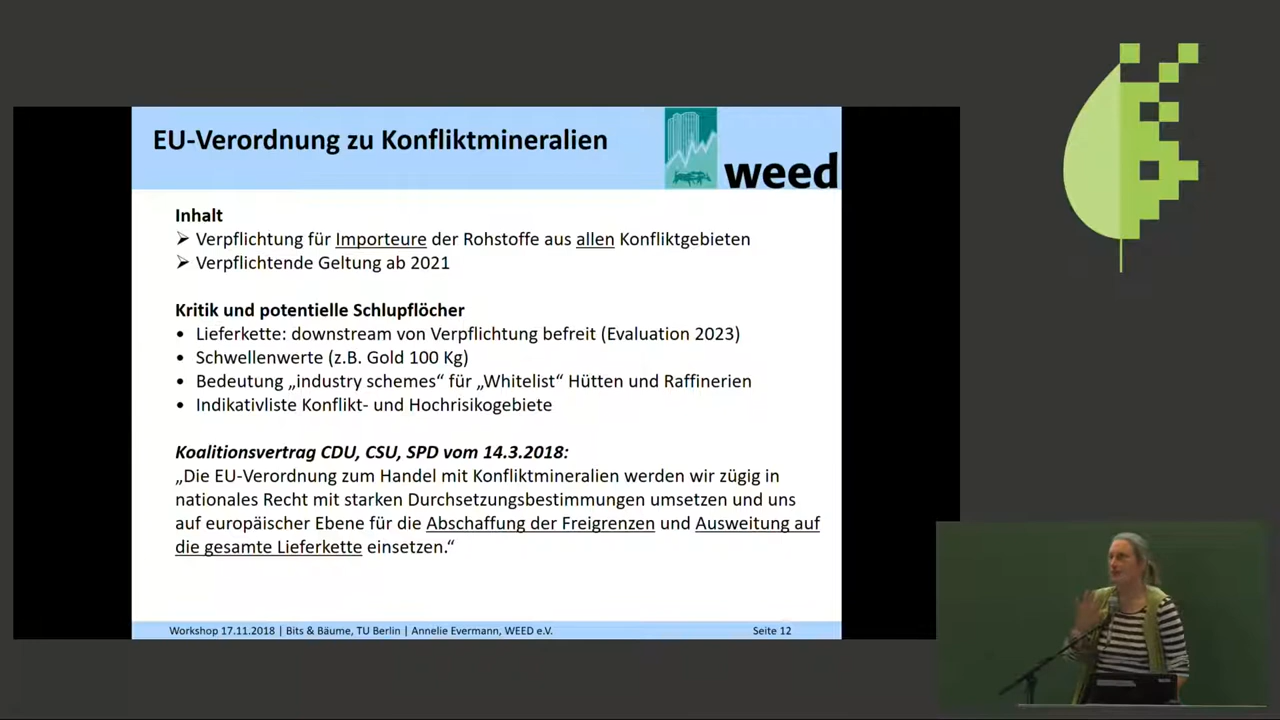 EU-Verordnung zu Konfliktmineralien
weed
Inhalt
➢ Verpflichtung für Importeure der Rohstoffe aus allen Konfliktgebieten
➢ Verpflichtende Geltung ab 2021
Kritik und potentielle Schlupflöcher
• Lieferkette: downstream von Verpflichtung befreit (Evaluation 2023)
• Schwellenwerte (z.B. Gold 100 Kg)
• Bedeutung „industry schemes“ für „Whitelist“ Hütten und Raffinerien
• Indikativliste Konflikt- und Hochrisikogebiete
Koalitionsvertrag CDU, CSU, SPD vom 14.3.2018:
„Die EU-Verordnung zum Handel mit Konfliktmineralien werden wir zügig in
nationales Recht mit starken Durchsetzungsbestimmungen umsetzen und uns
auf europäischer Ebene für die Abschaffung der Freigrenzen und Ausweitung auf
die gesamte Lieferkette einsetzen.“
Workshop 17.11.2018 | Bits & Bäume, TU Berlin | Annelie Evermann, WEED e.V.
Seite 12